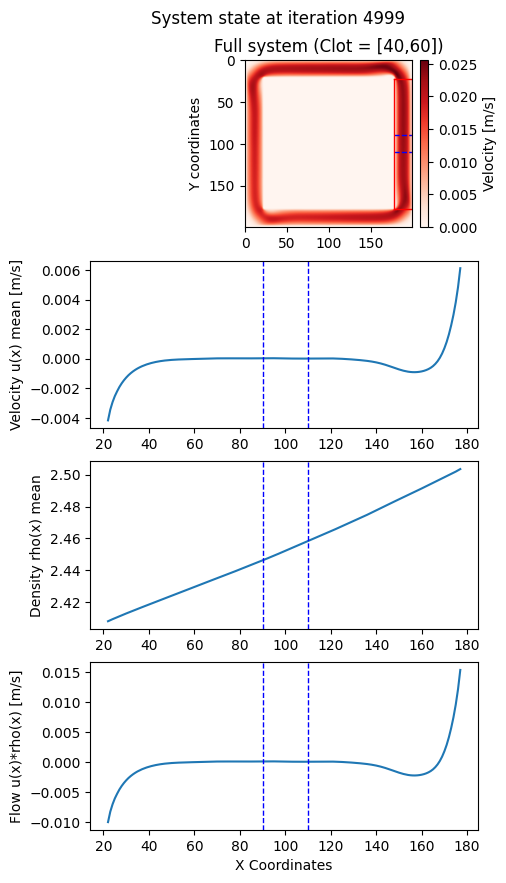 System state at iteration 4999
Full system (Clot = [40,60])
Y coordinates
0
50
100
150
0 50 100 150
0.025
0.020
0.015
0.010
0.005
0.000
Velocity [m/s]
Velocity u(x) mean [m/s]
0.006
0.004
0.002
0.000
−0.002
−0.004
20 40 60 80 100 120 140 160 180
Density rho(x) mean
2.50
2.48
2.46
2.44
2.42
20 40 60 80 100 120 140 160 180
Flow u(x)*rho(x) [m/s]
0.015
0.010
0.005
0.000
−0.005
−0.010
20 40 60 80 100 120 140 160 180
X Coordinates